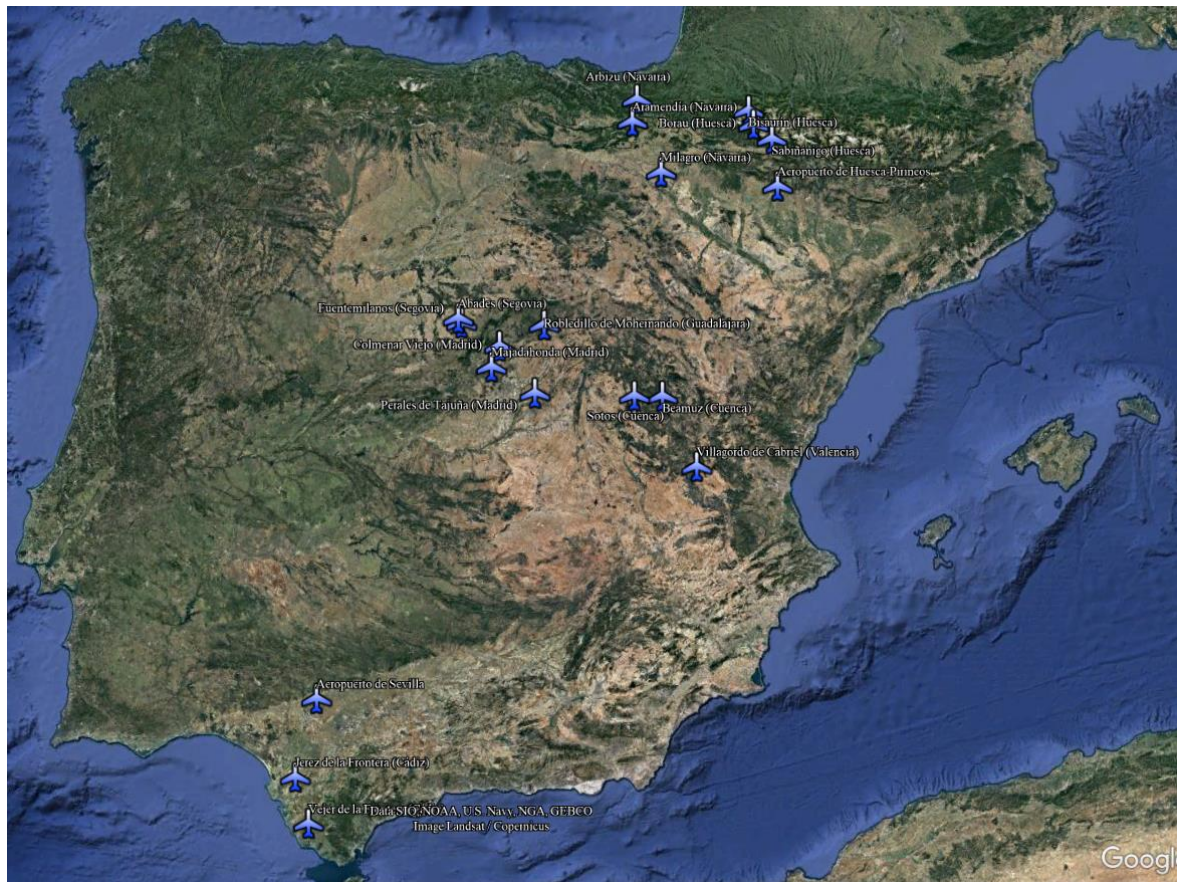 Arbizu (Navarra)
Aramendía (Navarra)
Borau (Huesca)
Bisaurín (Huesca)
Sabiñánigo (Huesca)
Milagro (Navarra)
Aeropuerto de Huesca-Pirineos
Abades (Segovia)
Fuentemilanos (Segovia)
Robledillo de Mohernando (Guadalajara)
Colmenar Viejo (Madrid)
Majadahonda (Madrid)
Perales de Tajuña (Madrid)
Sotos (Cuenca)
Beamuz (Cuenca)
Villagordo de Cabriel (Valencia)
Aeropuerto de Sevilla
Jerez de la Frontera (Cádiz)
Vejer de la
Data SIO, NOAA, U.S. Navy, NGA, GEBCO
Image Landsat / Copernicus
Google